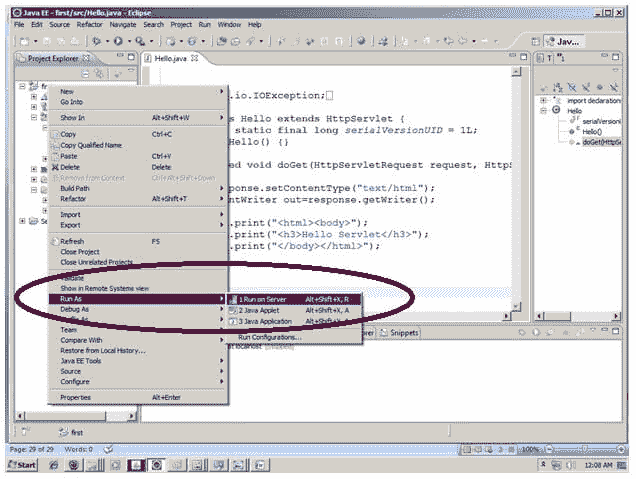 Java EE - first/src/Hello.java - Eclipse
File Edit Source Refactor Navigate Search Project Run Window Help
Java...
Project Explorer
Hello.java
New
Go Into
Show In Alt+Shift+W
Copy Ctrl+C
Copy Qualified Name
Paste Ctrl+V
Delete Delete
Remove from Context Ctrl+Alt+Shift+Down
Build Path
Refactor Alt+Shift+T
Import
Export
Refresh F5
Close Project
Close Unrelated Projects
Validate
Show in Remote Systems view
Run As
Debug As
Team
Compare With
Restore from Local History...
Java EE Tools
Source
Configure
Properties Alt+Enter
1 Run on Server Alt+Shift+X, R
2 Java Applet Alt+Shift+X, A
3 Java Application
Run Configurations...
.io.IOException;
s Hello extends HttpServlet {
static final long serialVersionUID = 1L;
Hello() {}
ed void doGet(HttpServletRequest request, HttpS
sponse.setContentType("text/html");
ntWriter out=response.getWriter();
.print("<html><body>");
.print("<h3>Hello Servlet</h3>");
.print("</body></html>");
import declarations
Hello
serialVersion
Hello()
doGet(HttpSer
Snippets
localhost
first
Page: 29 of 29 Words: 0
100%
Start
12:08 AM